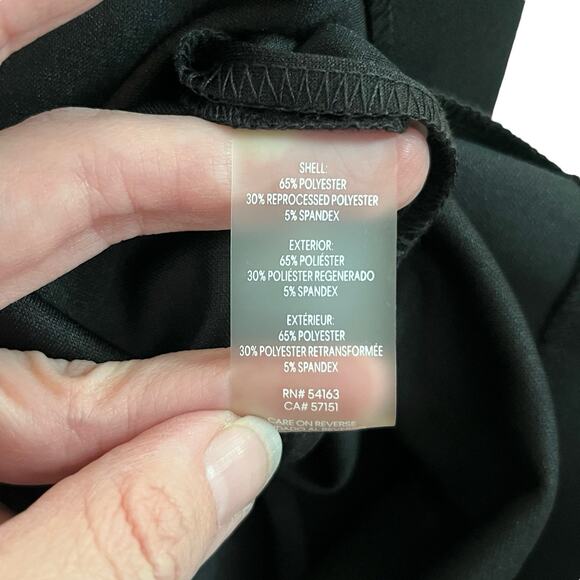 SHELL:
65% POLYESTER
30% REPROCESSED POLYESTER
5% SPANDEX
EXTERIOR:
65% POLIÉSTER
30% POLIÉSTER REGENERADO
5% SPANDEX
EXTÉRIEUR:
65% POLYESTER
30% POLYESTER RETRANSFORMÉE
5% SPANDEX
RN# 54163
CA# 57151
CARE ON REVERSE
AL